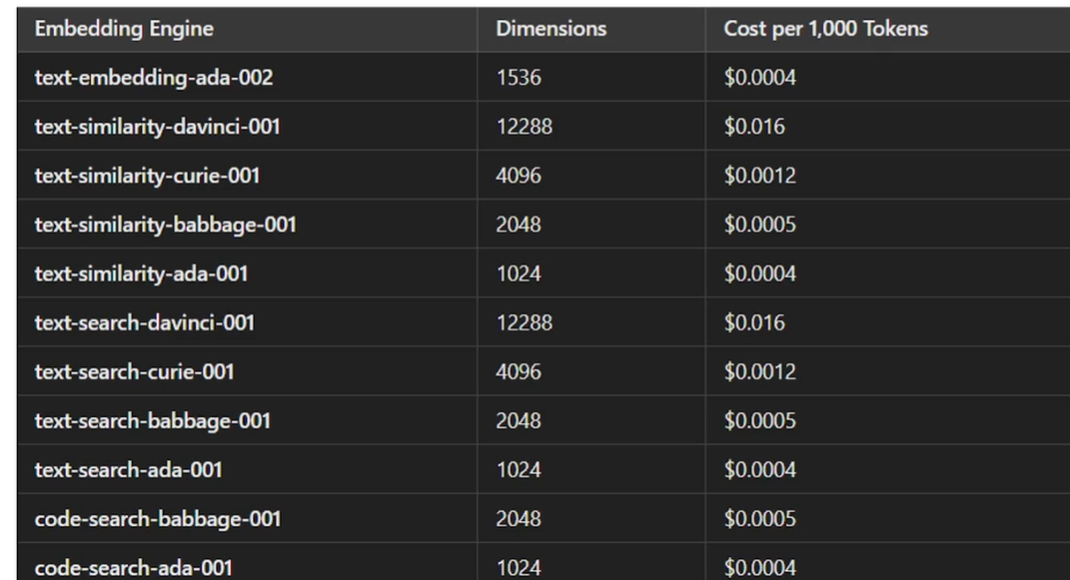 Embedding Engine Dimensions Cost per 1,000 Tokens
text-embedding-ada-002 1536 $0.0004
text-similarity-davinci-001 12288 $0.016
text-similarity-curie-001 4096 $0.0012
text-similarity-babbage-001 2048 $0.0005
text-similarity-ada-001 1024 $0.0004
text-search-davinci-001 12288 $0.016
text-search-curie-001 4096 $0.0012
text-search-babbage-001 2048 $0.0005
text-search-ada-001 1024 $0.0004
code-search-babbage-001 2048 $0.0005
code-search-ada-001 1024 $0.0004